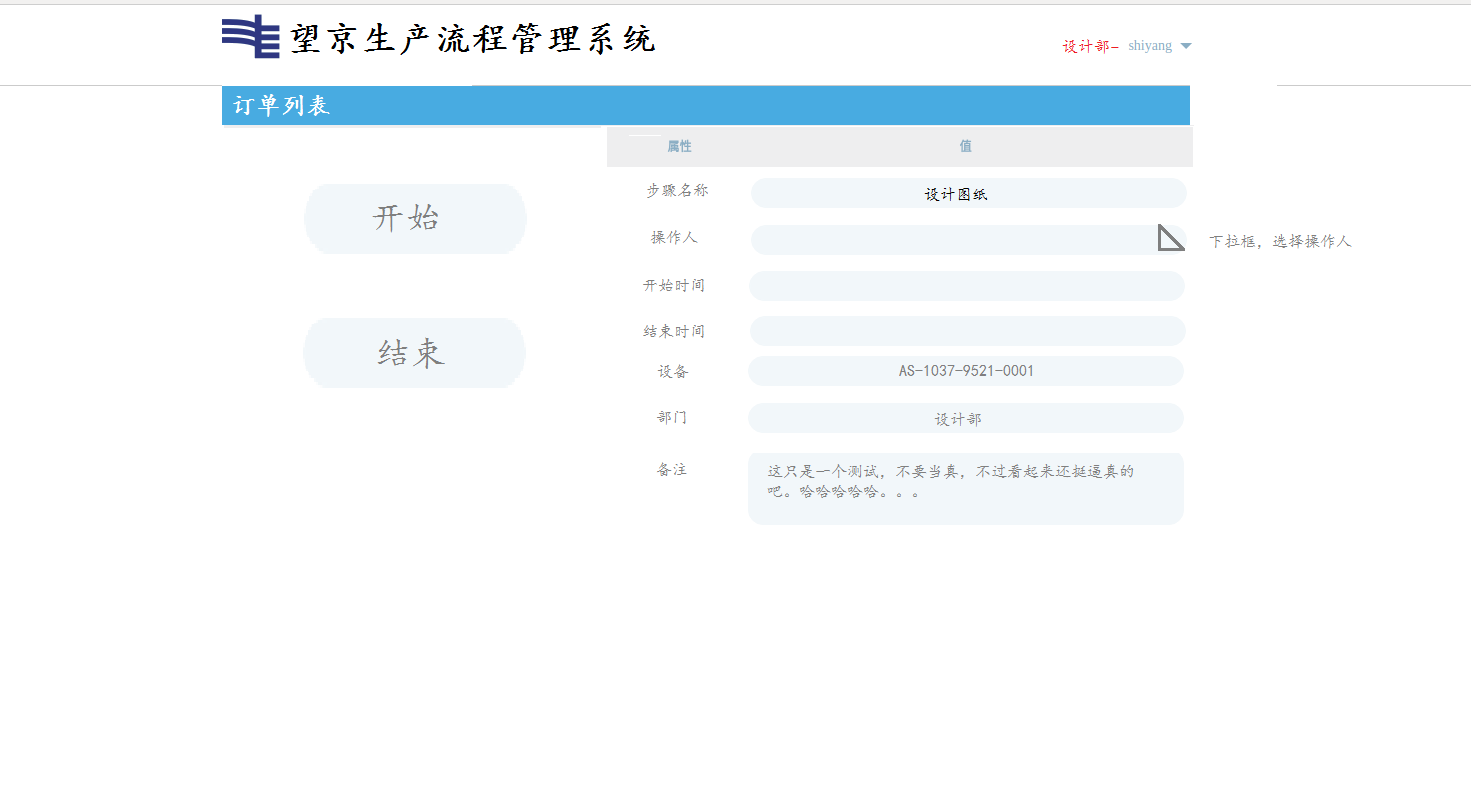 望京生产流程管理系统
设计部- shiyang
订单列表
属性 值
开始
结束
步骤名称 设计图纸
操作人 下拉框，选择操作人
开始时间
结束时间
设备 AS-1037-9521-0001
部门 设计部
备注 这只是一个测试，不要当真，不过看起来还挺逼真的
吧。哈哈哈哈哈。。。